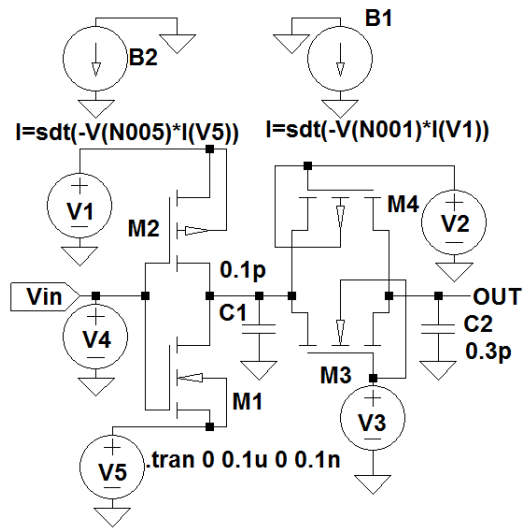 B1
B2
I=sdt(-V(N005)*I(V5)) I=sdt(-V(N001)*I(V1))
V1
M2
M4
V2
0.1p
Vin
V4
C1
OUT
C2
0.3p
M1
M3
V3
V5
.tran 0 0.1u 0 0.1n